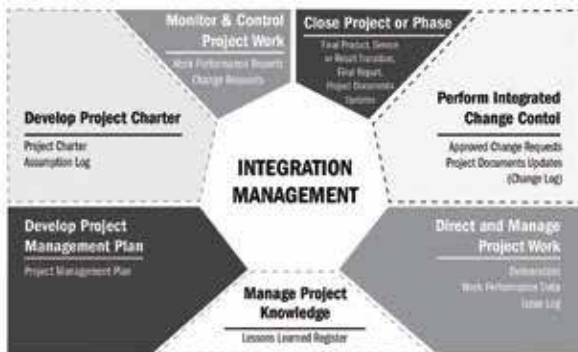 Monitor & Control
Project Work
Work Performance Reports
Change Requests
Close Project or Phase
Final Product, Service
or Result Transition,
Final Report,
Project Documents
Updates
Develop Project Charter
Project Charter
Assumption Log
Perform Integrated
Change Contol
Approved Change Requests
Project Documents Updates
(Change Log)
INTEGRATION
MANAGEMENT
Develop Project
Management Plan
Project Management Plan
Direct and Manage
Project Work
Deliverables
Work Performance Data
Issue Log
Manage Project
Knowledge
Lessons Learned Register